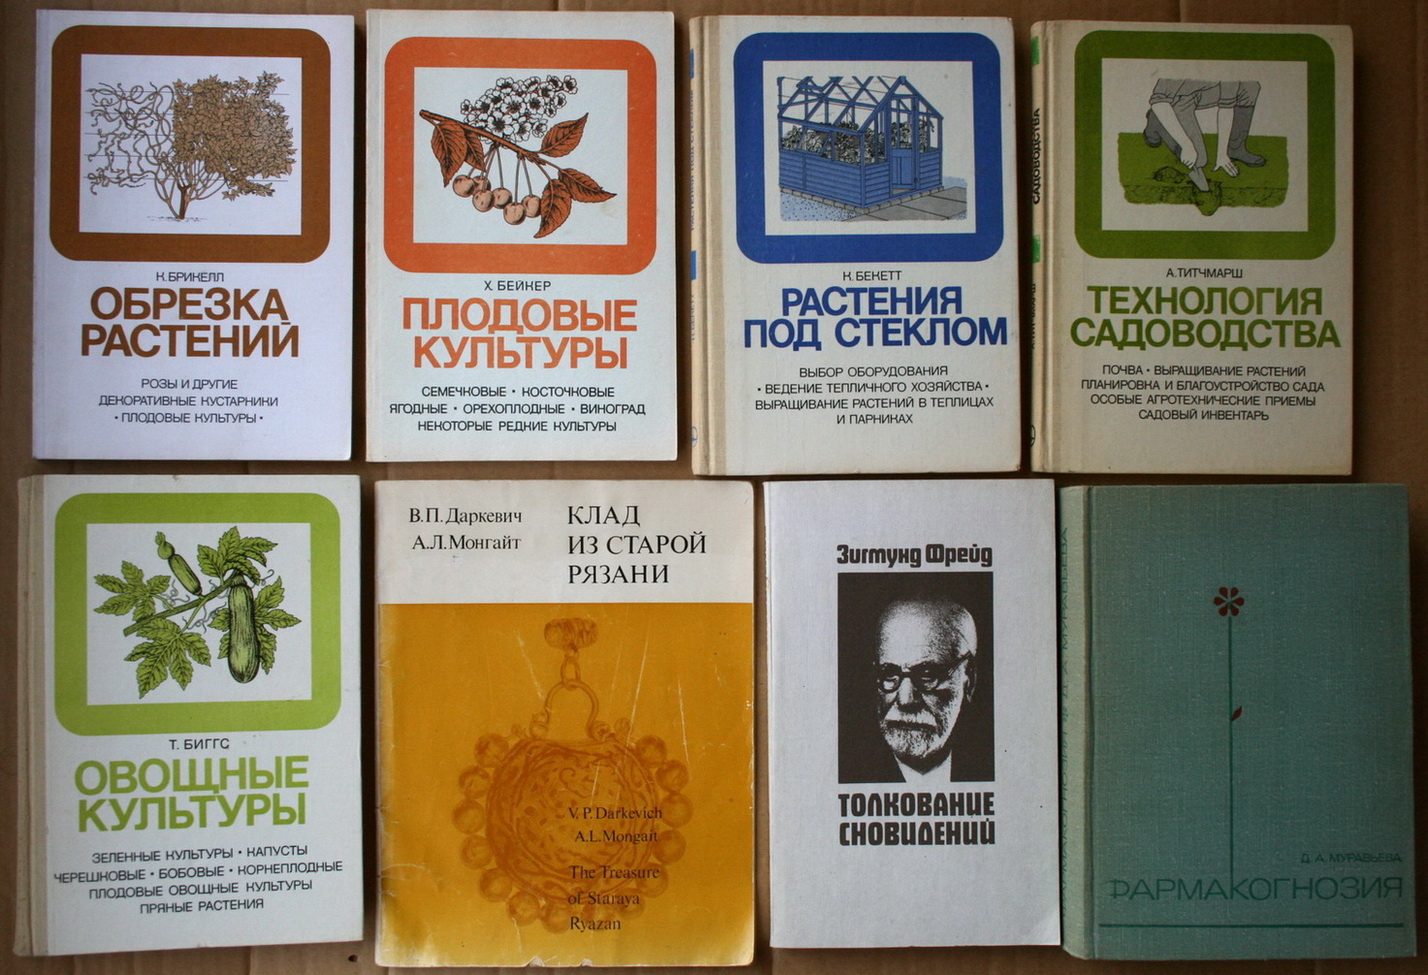 К. БРИКЕЛЛ
ОБРЕЗКА
РАСТЕНИЙ
РОЗЫ И ДРУГИЕ
ДЕКОРАТИВНЫЕ КУСТАРНИКИ
• ПЛОДОВЫЕ КУЛЬТУРЫ •
Х. БЕЙКЕР
ПЛОДОВЫЕ
КУЛЬТУРЫ
СЕМЕЧКОВЫЕ • КОСТОЧКОВЫЕ
ЯГОДНЫЕ • ОРЕХОПЛОДНЫЕ • ВИНОГРАД
НЕКОТОРЫЕ РЕДКИЕ КУЛЬТУРЫ
К. БЕКЕТТ
РАСТЕНИЯ
ПОД СТЕКЛОМ
ВЫБОР ОБОРУДОВАНИЯ
• ВЕДЕНИЕ ТЕПЛИЧНОГО ХОЗЯЙСТВА •
ВЫРАЩИВАНИЕ РАСТЕНИЙ В ТЕПЛИЦАХ
И ПАРНИКАХ
САДОВОДСТВА
А. ТИТЧМАРШ
ТЕХНОЛОГИЯ
САДОВОДСТВА
ПОЧВА • ВЫРАЩИВАНИЕ РАСТЕНИЙ
ПЛАНИРОВКА И БЛАГОУСТРОЙСТВО САДА
ОСОБЫЕ АГРОТЕХНИЧЕСКИЕ ПРИЕМЫ
САДОВЫЙ ИНВЕНТАРЬ
Т. БИГГС
ОВОЩНЫЕ
КУЛЬТУРЫ
ЗЕЛЕННЫЕ КУЛЬТУРЫ • КАПУСТЫ
ЧЕРЕШКОВЫЕ • БОБОВЫЕ • КОРНЕПЛОДНЫЕ
ПЛОДОВЫЕ ОВОЩНЫЕ КУЛЬТУРЫ
ПРЯНЫЕ РАСТЕНИЯ
В.П. Даркевич
А.Л. Монгайт
КЛАД
ИЗ СТАРОЙ
РЯЗАНИ
V. P. Darkevich
A. L. Mongait
The Treasure
of Staraya
Ryazan
Зигмунд Фрейд
ТОЛКОВАНИЕ
СНОВИДЕНИЙ
Д. А. МУРАВЬЕВА
ФАРМАКОГНОЗИЯ